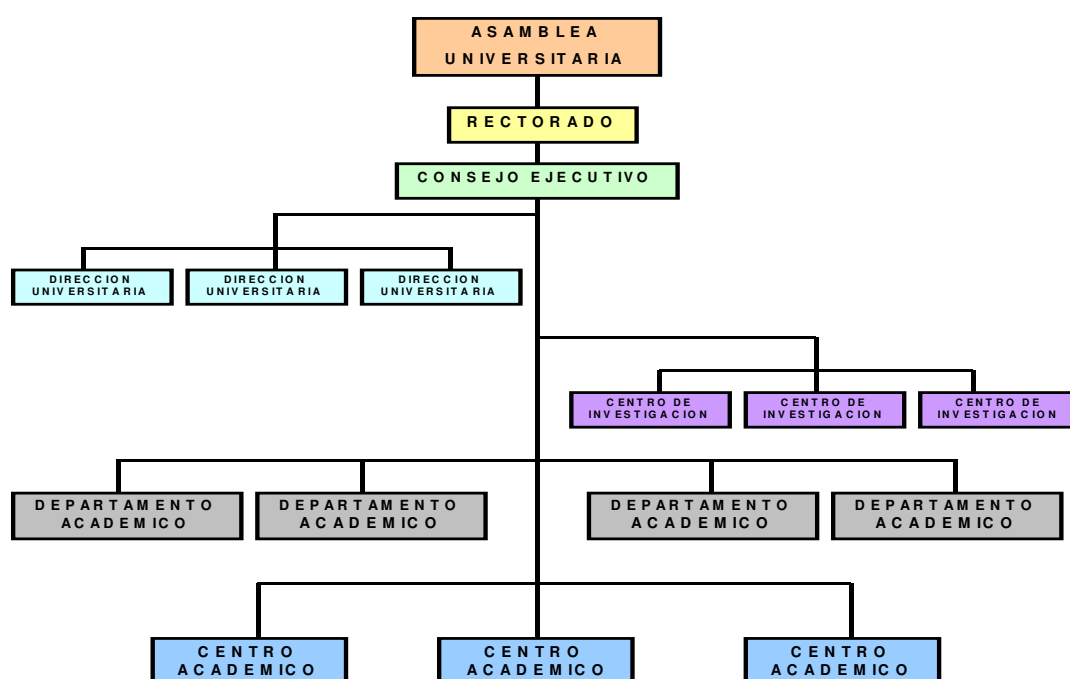 ASAMBLEA
UNIVERSITARIA
RECTORADO
CONSEJO EJECUTIVO
DIRECCION
UNIVERSITARIA
DIRECCION
UNIVERSITARIA
DIRECCION
UNIVERSITARIA
CENTRO DE
INVESTIGACION
CENTRO DE
INVESTIGACION
CENTRO DE
INVESTIGACION
DEPARTAMENTO
ACADEMICO
DEPARTAMENTO
ACADEMICO
DEPARTAMENTO
ACADEMICO
DEPARTAMENTO
ACADEMICO
CENTRO
ACADEMICO
CENTRO
ACADEMICO
CENTRO
ACADEMICO